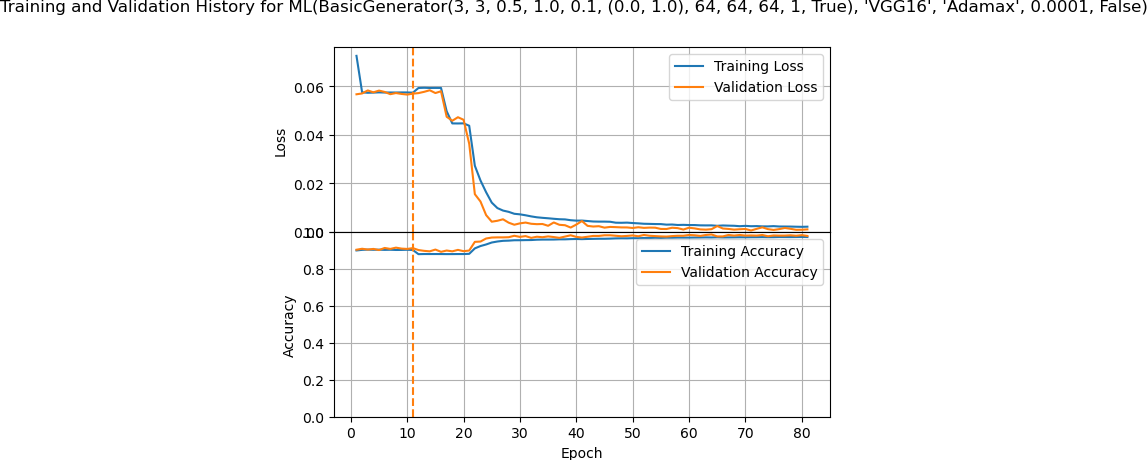 Training and Validation History for ML(BasicGenerator(3, 3, 0.5, 1.0, 0.1, (0.0, 1.0), 64, 64, 64, 1, True), 'VGG16', 'Adamax', 0.0001, False)
Training Loss
Validation Loss
0.06
0.04
0.02
0.00
Loss
1.0
Training Accuracy
Validation Accuracy
0.8
0.6
0.4
0.2
0.0
Accuracy
0 10 20 30 40 50 60 70 80
Epoch